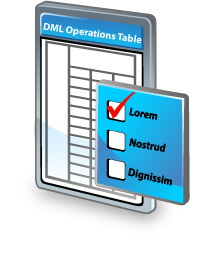 DML Operations Table
Lorem
Nostrud
Dignissim